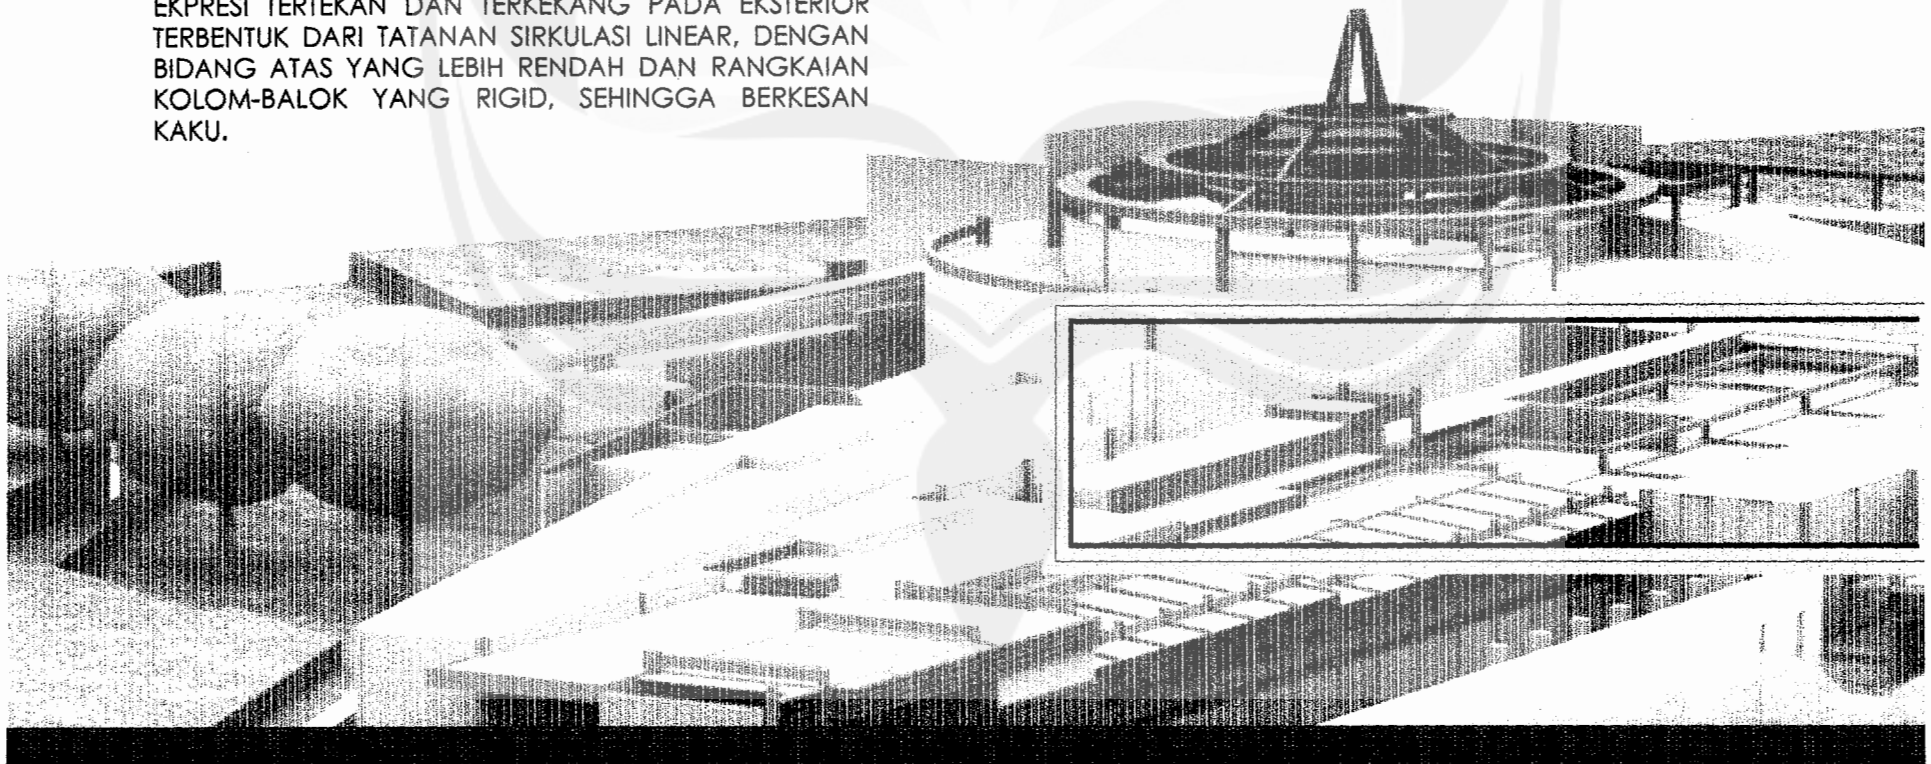 EKPRESI TERTEKAN DAN TERKEKANG PADA EKSTERIOR
TERBENTUK DARI TATANAN SIRKULASI LINEAR, DENGAN
BIDANG ATAS YANG LEBIH RENDAH DAN RANGKAIAN
KOLOM-BALOK YANG RIGID, SEHINGGA BERKESAN
KAKU.